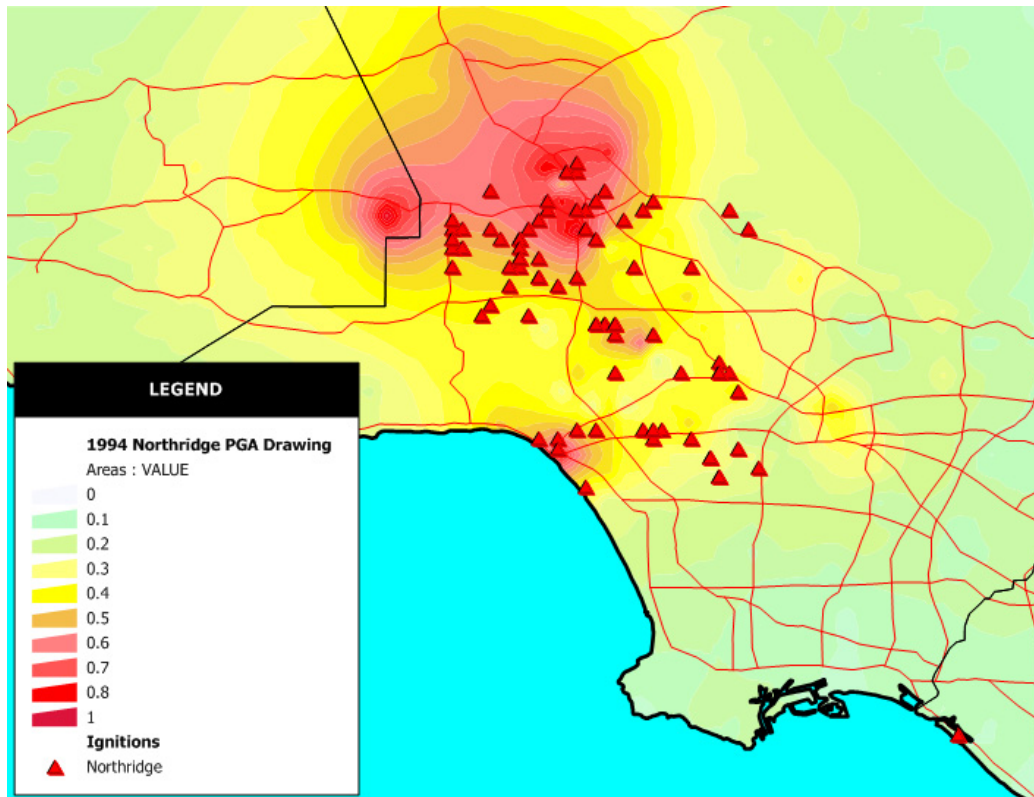 LEGEND
1994 Northridge PGA Drawing
Areas : VALUE
0
0.1
0.2
0.3
0.4
0.5
0.6
0.7
0.8
1
Ignitions
Northridge